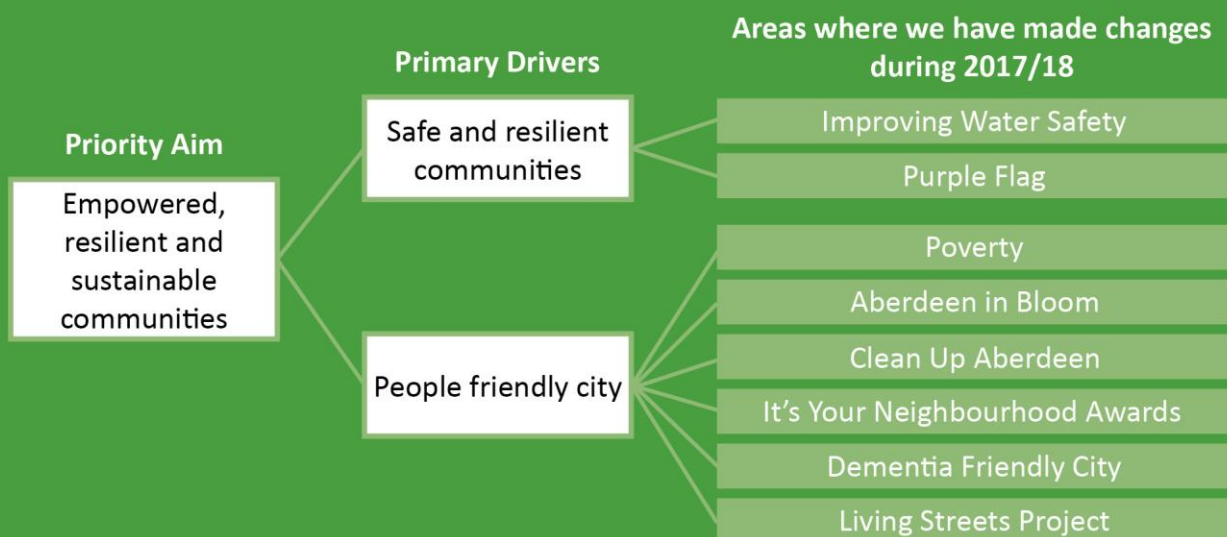 Priority Aim
Empowered,
resilient and
sustainable
communities
Primary Drivers
Safe and resilient
communities
People friendly city
Areas where we have made changes
during 2017/18
Improving Water Safety
Purple Flag
Poverty
Aberdeen in Bloom
Clean Up Aberdeen
It's Your Neighbourhood Awards
Dementia Friendly City
Living Streets Project